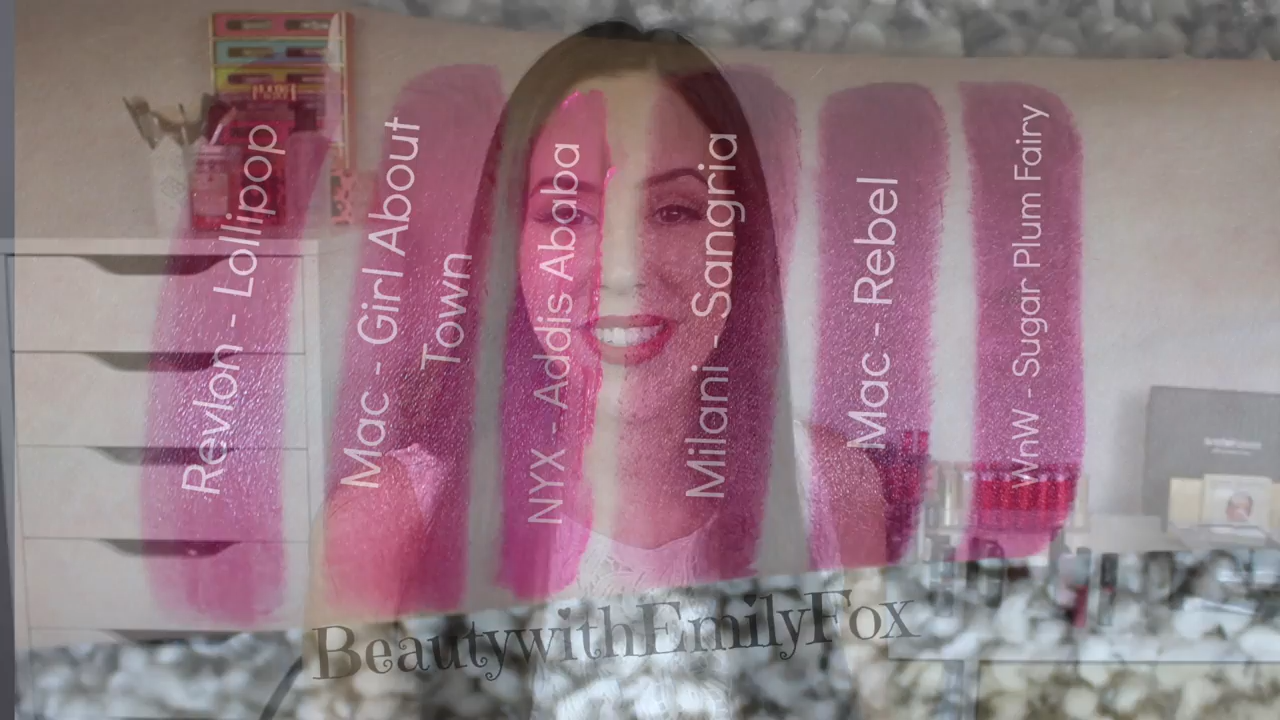 Revlon - Lollipop
Mac - Girl About
Town
NYX - Addis Ababa
Milani - Sangria
Mac - Rebel
WnW - Sugar Plum Fairy
BeautywithEmilyFox